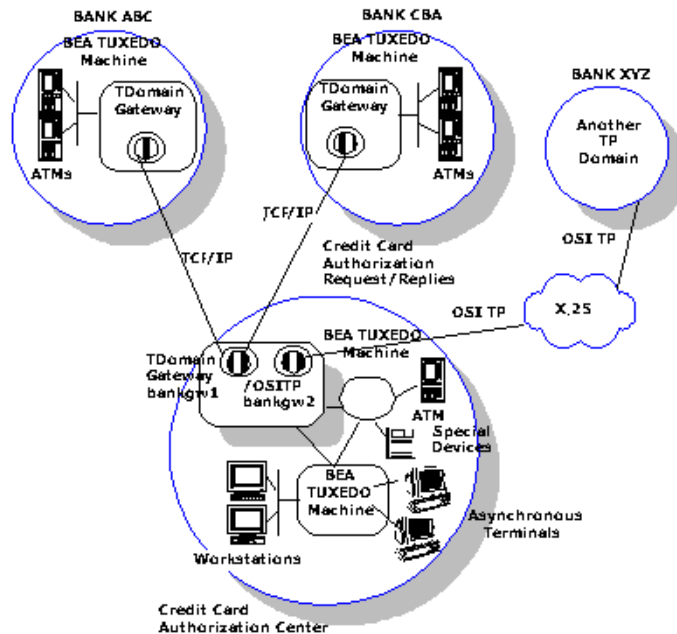 BANK ABC
BEA TUXEDO
Machine
TDomain
Gateway
ATMs
BANK CBA
BEA TUXEDO
Machine
TDomain
Gateway
ATMs
BANK XYZ
Another
TP
Domain
TCF/IP
TCF/IP
OSI TP
Credit Card
Authorization
Request/Replies
X.25
OSI TP
BEA TUXEDO
Machine
TDomain
Gateway
bankgw1
/OSITP
bankgw2
ATM
Special
Devices
BEA
TUXEDO
Machine
Workstations
Asynchronous
Terminals
Credit Card
Authorization Center